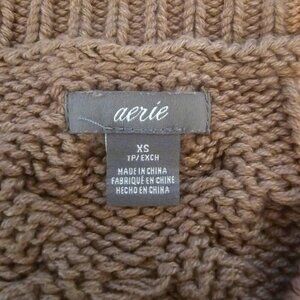 aerie
XS
TP/EXCH
MADE IN CHINA
FABRIQUÉ EN CHINE
HECHO EN CHINA